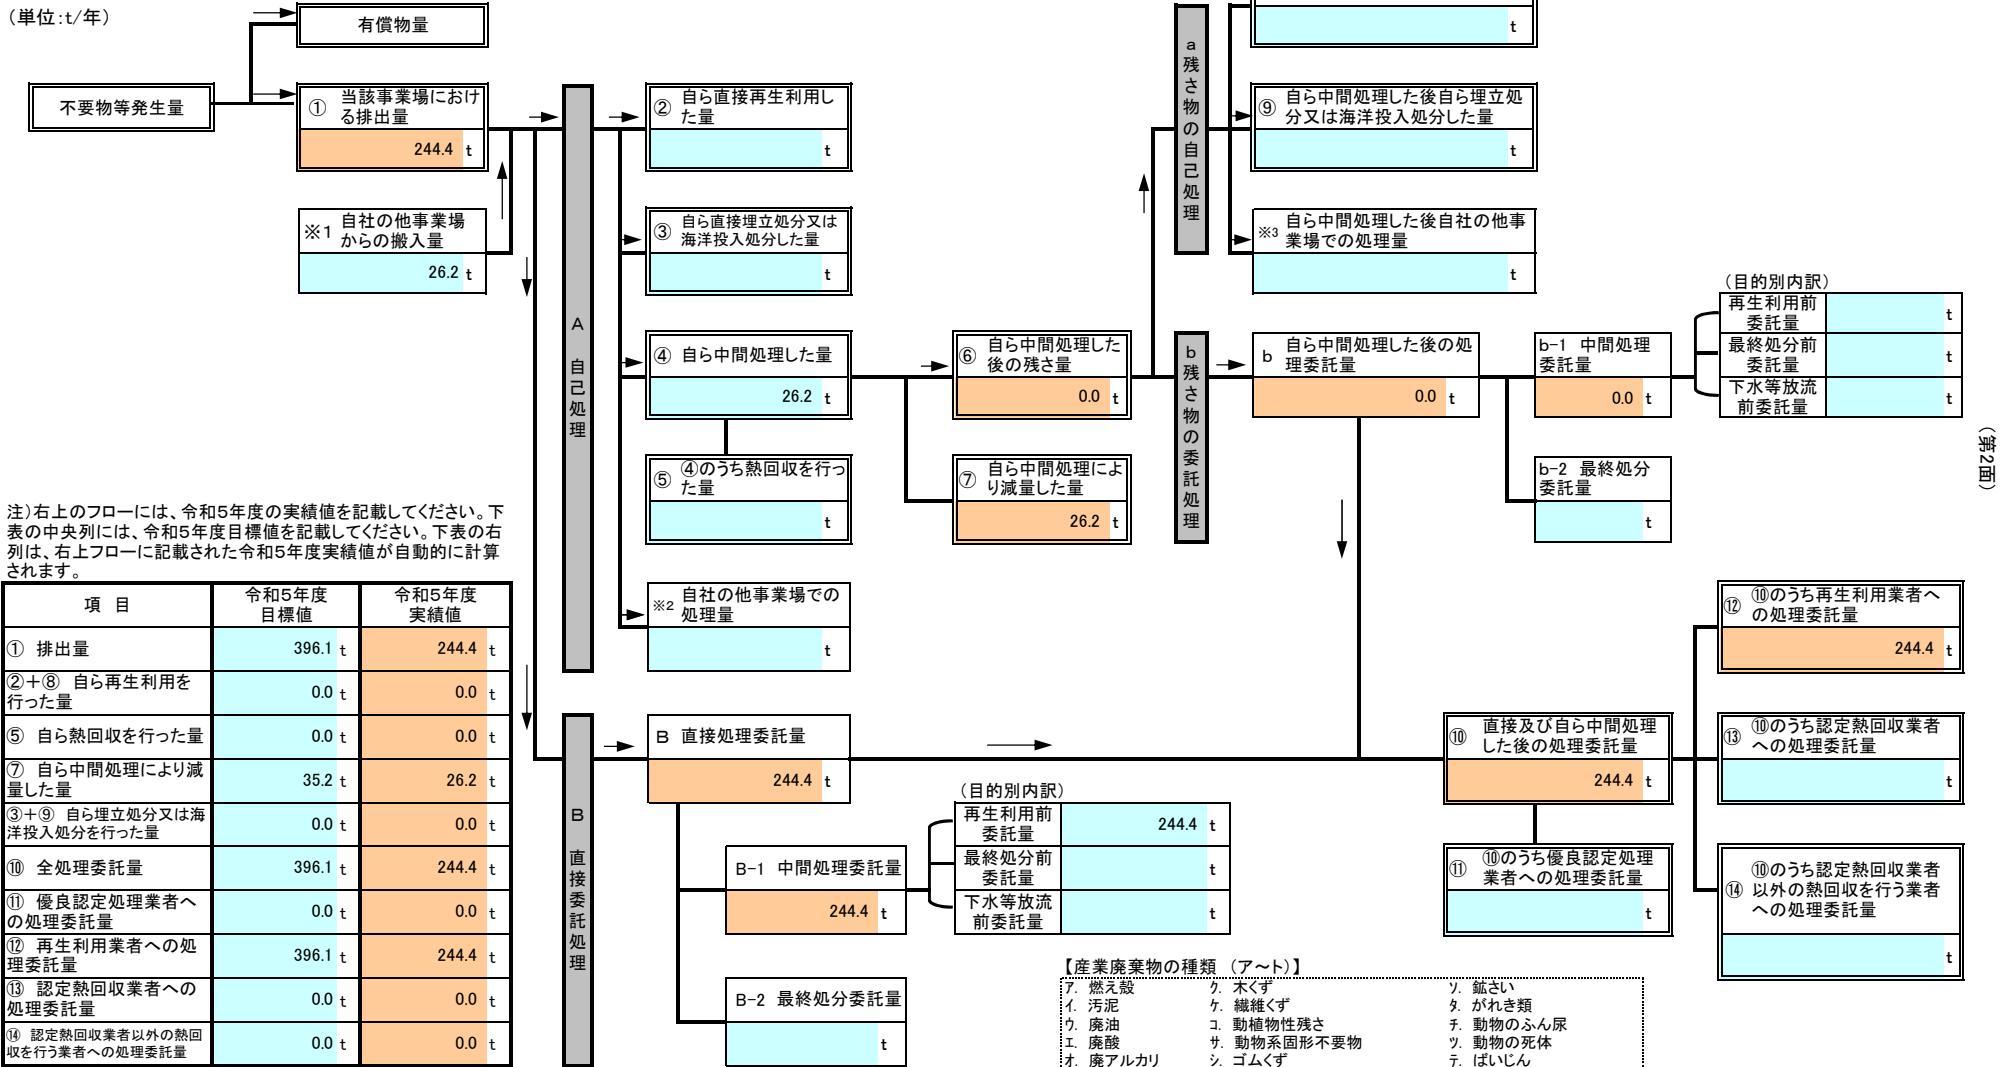 （単位:t/年）
有償物量
t
不要物等発生量
① 当該事業場におけ
る排出量
244.4 t
※1 自社の他事業場
からの搬入量
26.2 t
A 自己処理
② 自ら直接再生利用し
た量
t
③ 自ら直接埋立処分又は
海洋投入処分した量
t
④ 自ら中間処理した量
26.2 t
⑤ ④のうち熱回収を行っ
た量
t
※2 自社の他事業場での
処理量
t
⑥ 自ら中間処理した
後の残さ量
0.0 t
⑦ 自ら中間処理によ
り減量した量
26.2 t
a 残さ物の自己処理
⑨ 自ら中間処理した後自ら埋立処
分又は海洋投入処分した量
t
※3 自ら中間処理した後自社の他事
業場での処理量
t
b 残さ物の委託処理
b 自ら中間処理した後の処
理委託量
0.0 t
b-1 中間処理
委託量
0.0 t
b-2 最終処分
委託量
t
（目的別内訳）
再生利用前
委託量
t
最終処分前
委託量
t
下水等放流
前委託量
t
（第2面）
注）右上のフローには、令和5年度の実績値を記載してください。下
表の中央列には、令和5年度目標値を記載してください。下表の右
列は、右上フローに記載された令和5年度実績値が自動的に計算
されます。
項 目 令和5年度
目標値 令和5年度
実績値
① 排出量 396.1 t 244.4 t
②+⑧ 自ら再生利用を
行った量 0.0 t 0.0 t
⑤ 自ら熱回収を行った量 0.0 t 0.0 t
⑦ 自ら中間処理により減
量した量 35.2 t 26.2 t
③+⑨ 自ら埋立処分又は海
洋投入処分を行った量 0.0 t 0.0 t
⑩ 全処理委託量 396.1 t 244.4 t
⑪ 優良認定処理業者へ
の処理委託量 0.0 t 0.0 t
⑫ 再生利用業者への処
理委託量 396.1 t 244.4 t
⑬ 認定熱回収業者への
処理委託量 0.0 t 0.0 t
⑭ 認定熱回収業者以外の熱回
収を行う業者への処理委託量 0.0 t 0.0 t
B 直接委託処理
B 直接処理委託量
244.4 t
B-1 中間処理委託量
244.4 t
B-2 最終処分委託量
t
（目的別内訳）
再生利用前
委託量
244.4 t
最終処分前
委託量
t
下水等放流
前委託量
t
⑩ 直接及び自ら中間処理
した後の処理委託量
244.4 t
⑪ ⑩のうち優良認定処理
業者への処理委託量
t
⑫ ⑩のうち再生利用業者へ
の処理委託量
244.4 t
⑬ ⑩のうち認定熱回収業者
への処理委託量
t
⑭ ⑩のうち認定熱回収業者
以外の熱回収を行う業者
への処理委託量
t
【産業廃棄物の種類 （ア～ト）】
ア. 燃え殻 ク. 木くず ソ. 鉱さい
イ. 汚泥 ケ. 繊維くず タ. がれき類
ウ. 廃油 コ. 動植物性残さ チ. 動物のふん尿
エ. 廃酸 サ. 動物系固形不要物 ツ. 動物の死体
オ. 廃アルカリ シ. ゴムくず テ. ばいじん